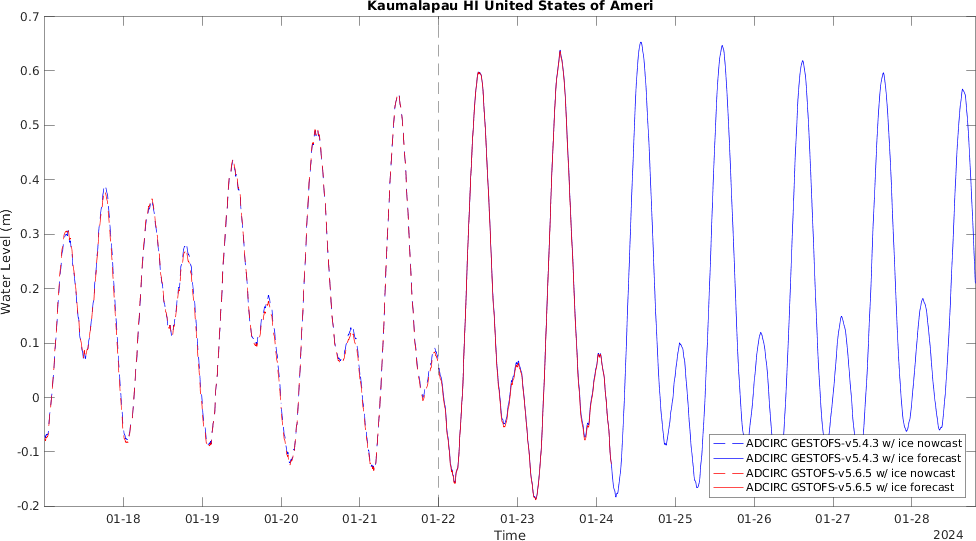 Kaumalapau HI United States of Ameri
Water Level (m)
0.7
0.6
0.5
0.4
0.3
0.2
0.1
0
-0.1
-0.2
01-18 01-19 01-20 01-21 01-22 01-23 01-24 01-25 01-26 01-27 01-28
Time
2024
ADCIRC GESTOFS-v5.4.3 w/ ice nowcast
ADCIRC GESTOFS-v5.4.3 w/ ice forecast
ADCIRC GSTOFS-v5.6.5 w/ ice nowcast
ADCIRC GSTOFS-v5.6.5 w/ ice forecast